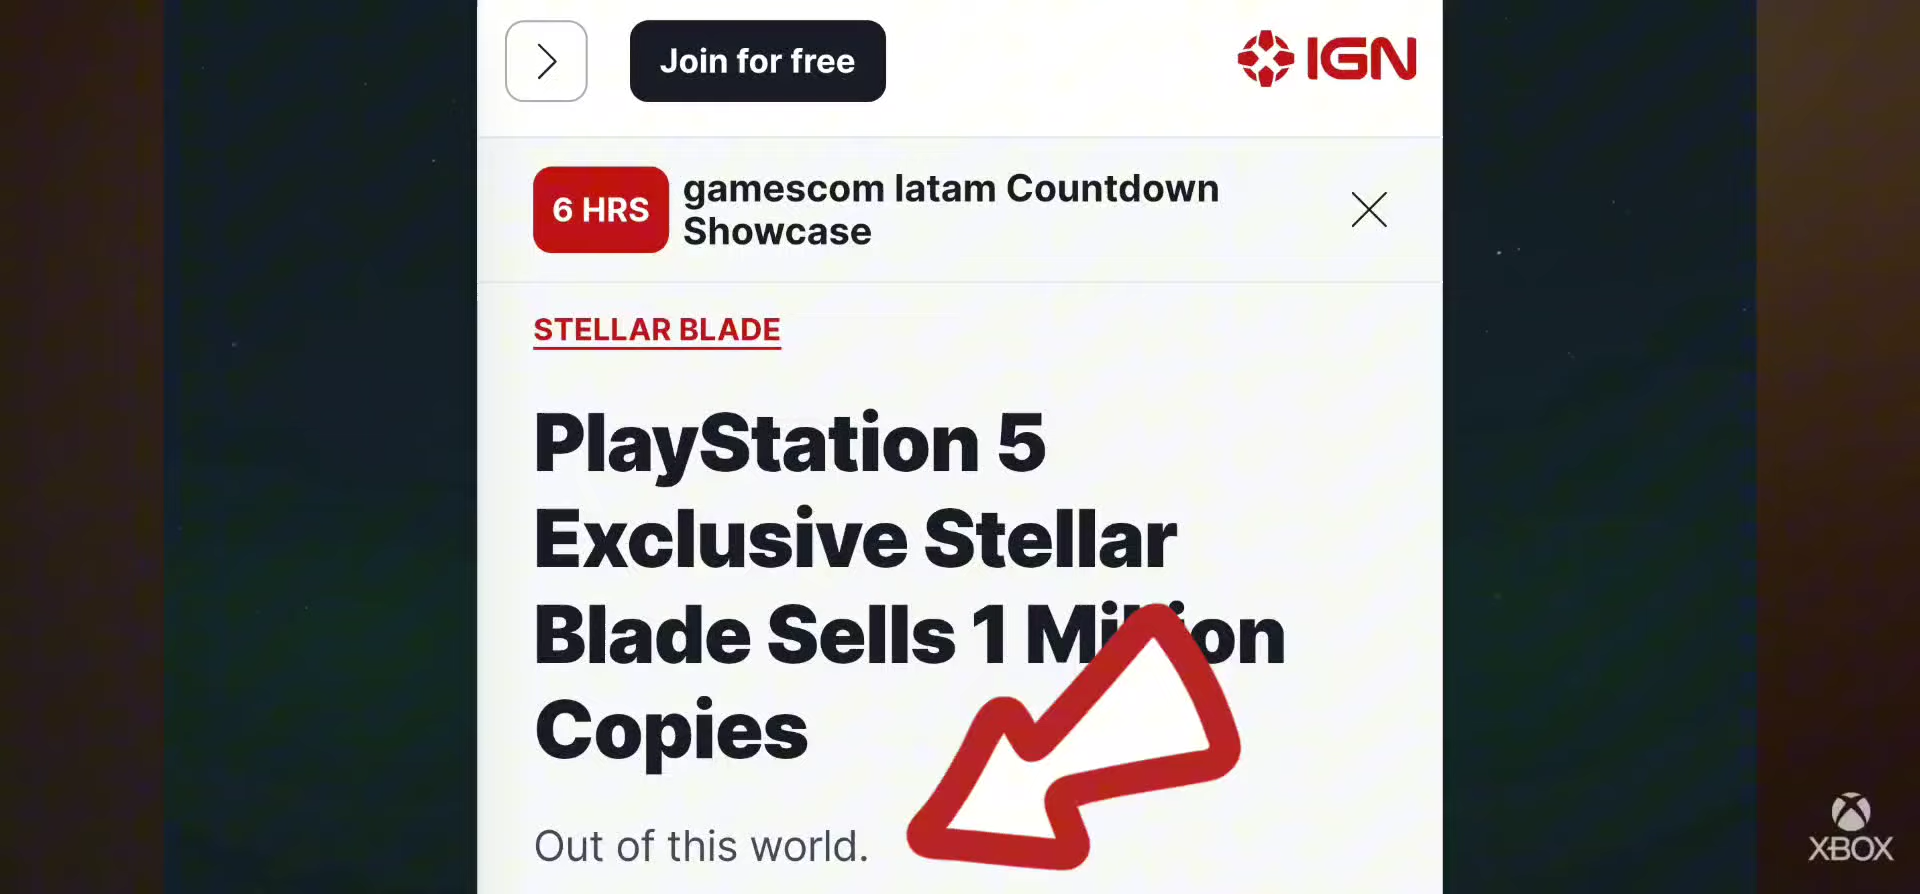 Join for free
IGN
6 HRS
gamescom latam Countdown
Showcase
STELLAR BLADE
PlayStation 5
Exclusive Stellar
Blade Sells 1 Million
Copies
Out of this world.
XBOX